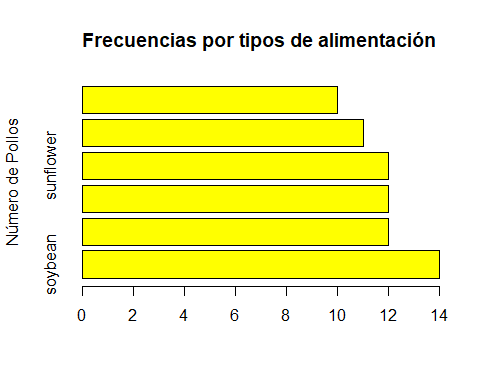 Frecuencias por tipos de alimentación
Número de Pollos
sunflower
soybean
0 2 4 6 8 10 12 14